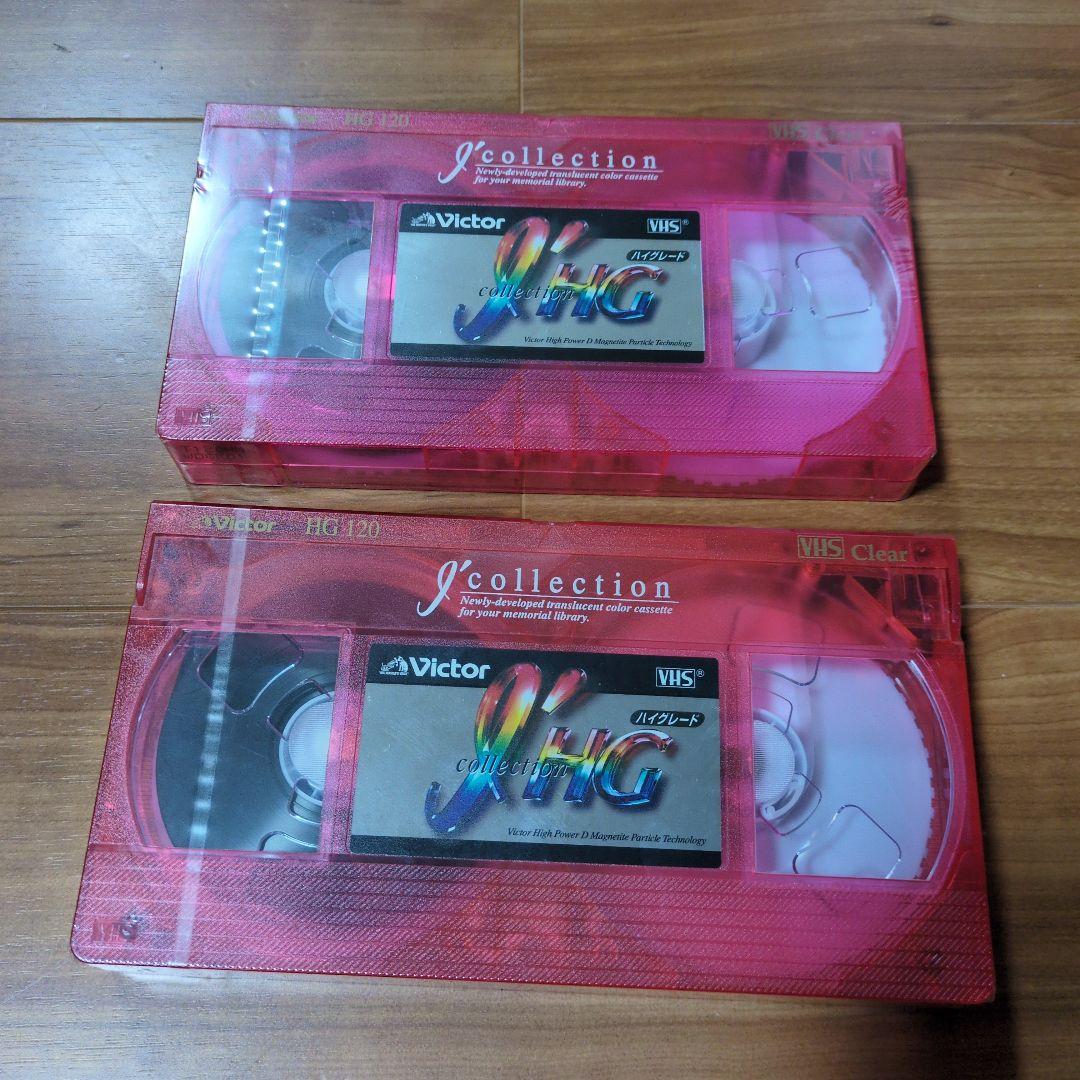 HG 120
VHS Clear
g'collection
Newly-developed translucent color cassette
for your memorial library.
Victor
VHS®
ハイグレード
g'HG
collection
Victor High Power D Magnetite Particle Technology
VHS
Victor HG 120
VHS Clear
g'collection
Newly-developed translucent color cassette
for your memorial library.
Victor
VHS®
ハイグレード
g'HG
collection
Victor High Power D Magnetite Particle Technology